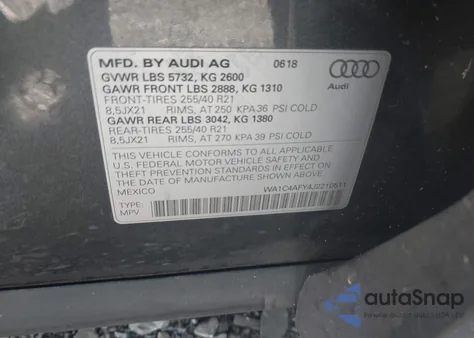 MFD. BY AUDI AG 0618
GVWR LBS 5732, KG 2600
GAWR FRONT LBS 2888, KG 1310
FRONT-TIRES 255/40 R21
8,5JX21 RIMS, AT 250 KPA36 PSI COLD
GAWR REAR LBS 3042, KG 1380
REAR-TIRES 255/40 R21
8,5JX21 RIMS, AT 270 KPA 39 PSI COLD
THIS VEHICLE CONFORMS TO ALL APPLICABLE
U.S. FEDERAL MOTOR VEHICLE SAFETY AND
THEFT PREVENTION STANDARDS IN EFFECT ON THE
DATE OF MANUFACTURE SHOWN ABOVE.
MEXICO WA1C4AFY4J2210511
TYPE:
MPV
Audi
autoSnap